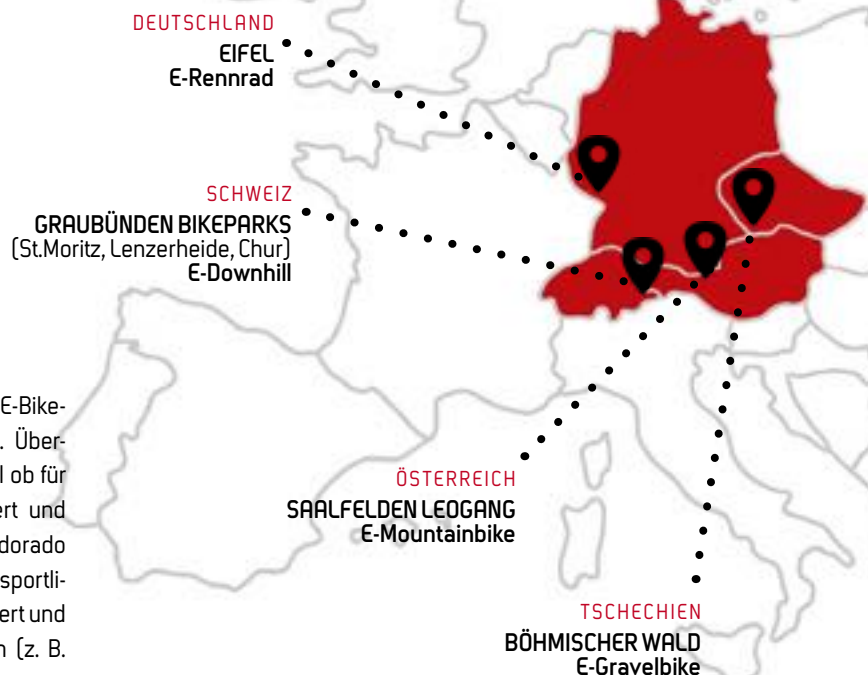 DEUTSCHLAND
EIFEL
E-Rennrad
SCHWEIZ
GRAUBÜNDEN BIKEPARKS
(St.Moritz, Lenzerheide, Chur)
E-Downhill
E-Bike-
. Über-
l ob für
ert und
dorado
sportli-
ert und
n (z. B.
ÖSTERREICH
SAALFELDEN LEOGANG
E-Mountainbike
TSCHECHIEN
BÖHMISCHER WALD
E-Gravelbike